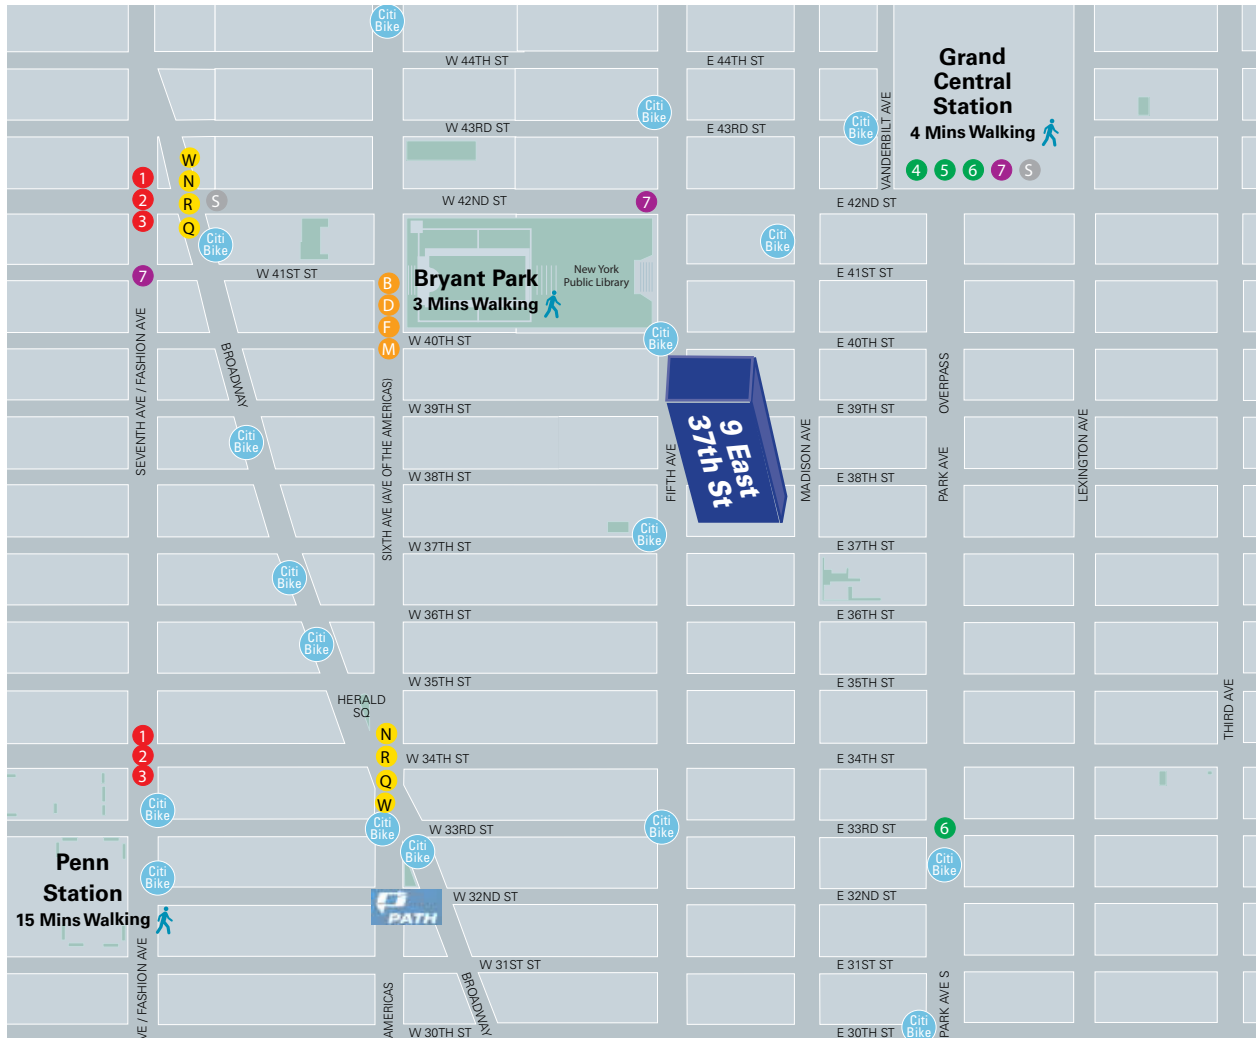 Citi
Bike
W 44TH ST
E 44TH ST
Grand
Central
Station
4 Mins Walking
4
5
6
7
S
VANDERBILT AVE
Citi
Bike
Citi
Bike
W 43RD ST
E 43RD ST
W
N
R
Q
1
2
3
S
Citi
Bike
W 42ND ST
7
E 42ND ST
Citi
Bike
7
W 41ST ST
E 41ST ST
Bryant Park
3 Mins Walking
New York
Public Library
B
D
F
M
W 40TH ST
Citi
Bike
E 40TH ST
SEVENTH AVE / FASHION AVE
BROADWAY
SIXTH AVE (AVE OF THE AMERICAS)
W 39TH ST
E 39TH ST
9 East
37th St
FIFTH AVE
MADISON AVE
PARK AVE
OVERPASS
LEXINGTON AVE
Citi
Bike
W 38TH ST
E 38TH ST
Citi
Bike
W 37TH ST
E 37TH ST
Citi
Bike
W 36TH ST
E 36TH ST
Citi
Bike
W 35TH ST
E 35TH ST
THIRD AVE
HERALD
SQ
1
2
3
N
R
Q
W
W 34TH ST
E 34TH ST
Citi
Bike
Citi
Bike
W 33RD ST
Citi
Bike
E 33RD ST
6
Citi
Bike
Citi
Bike
Penn
Station
15 Mins Walking
Citi
Bike
PATH
W 32ND ST
E 32ND ST
W 31ST ST
E 31ST ST
VE / FASHION AVE
AMERICAS
BROADWAY
PARK AVE S
W 30TH ST
E 30TH ST
Citi
Bike